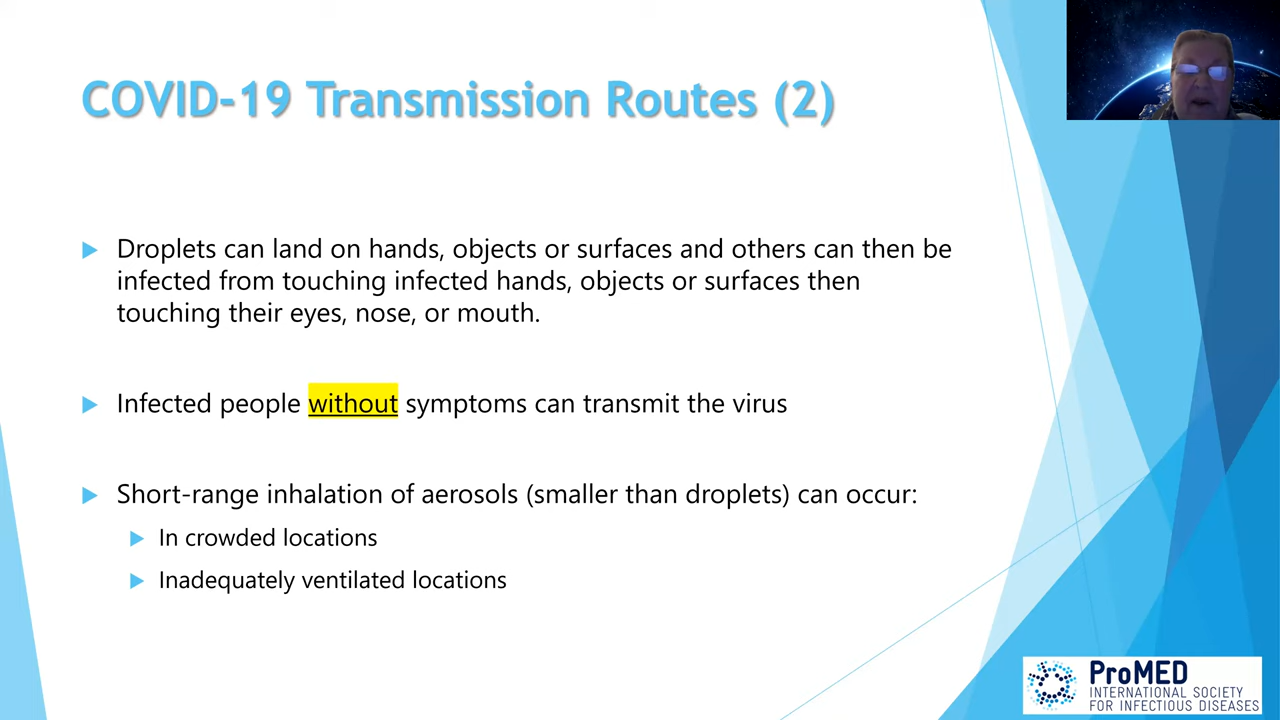 COVID-19 Transmission Routes (2)
Droplets can land on hands, objects or surfaces and others can then be
infected from touching infected hands, objects or surfaces then
touching their eyes, nose, or mouth.
Infected people without symptoms can transmit the virus
Short-range inhalation of aerosols (smaller than droplets) can occur:
In crowded locations
Inadequately ventilated locations
ProMED
INTERNATIONAL SOCIETY
FOR INFECTIOUS DISEASES